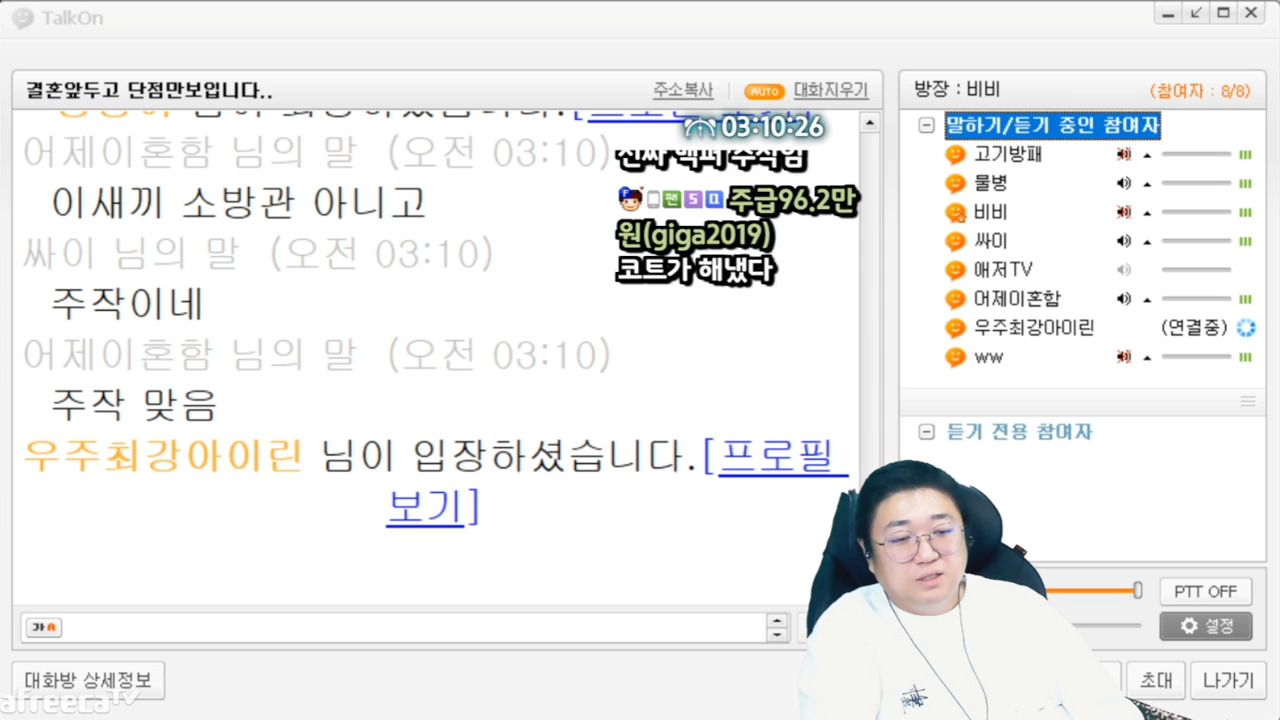 TalkOn
결혼앞두고 단점만보입니다..
주소복사
AUTO
대화지우기
03:10:26
어제이혼함 님의 말 (오전 03:10)
이새끼 소방관 아니고
싸이 님의 말 (오전 03:10)
주작이네
어제이혼함 님의 말 (오전 03:10)
주작 맞음
우주최강아이린 님이 입장하셨습니다.[프로필
보기]
팬 S Q 주급96.2만
원(giga2019)
코트가 해냈다
가A
대화방 상세정보
afreecaTV
방장 : 비비
(참여자 : 8/8)
말하기/듣기 중인 참여자
고기방패
물병
비비
싸이
애저TV
어제이혼함
우주최강아이린 (연결중)
ww
듣기 전용 참여자
PTT OFF
설정
초대
나가기